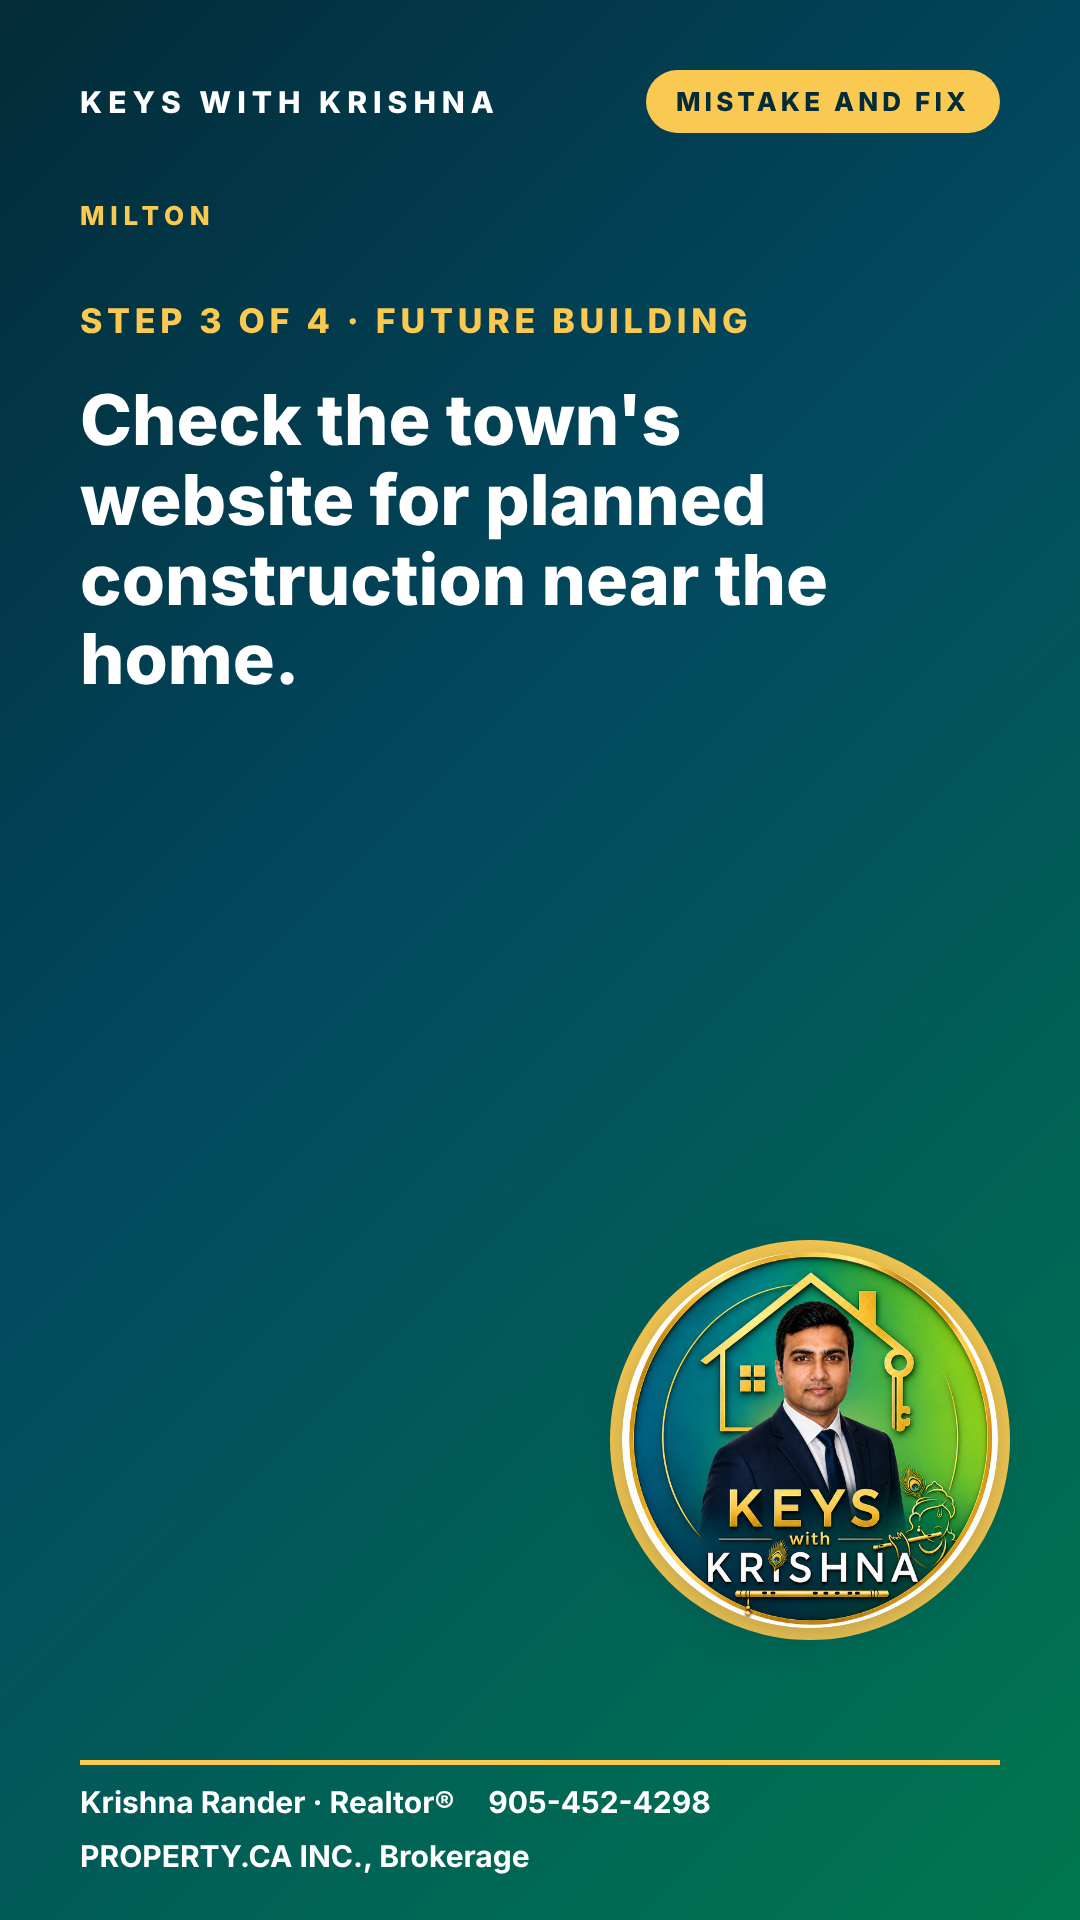 KEYS WITH KRISHNA
MISTAKE AND FIX
MILTON
STEP 3 OF 4 · FUTURE BUILDING
Check the town's
website for planned
construction near the
home.
KEYS
with
KRISHNA
Krishna Rander · Realtor® 905-452-4298
PROPERTY.CA INC., Brokerage